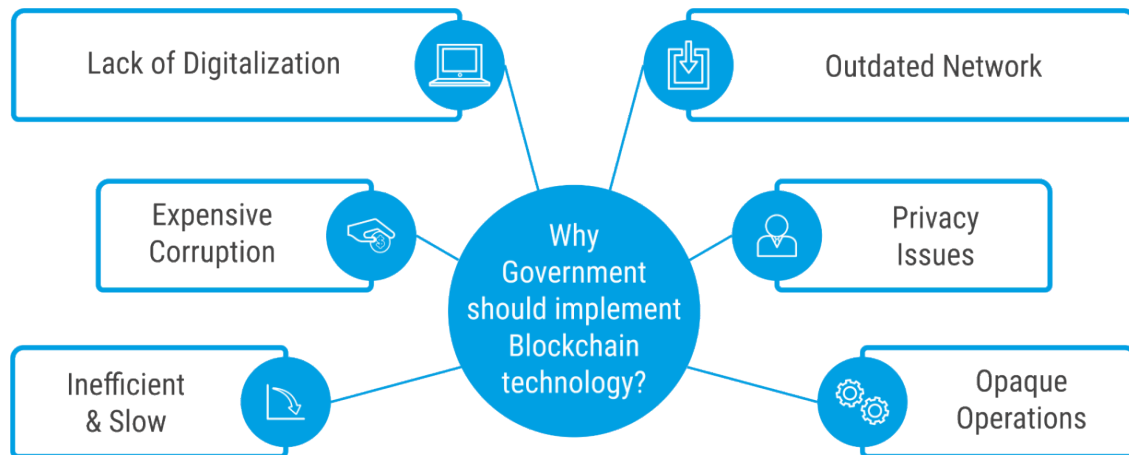 Lack of Digitalization
Outdated Network
Expensive
Corruption
Privacy
Issues
Why
Government
should implement
Blockchain
technology?
Inefficient
& Slow
Opaque
Operations